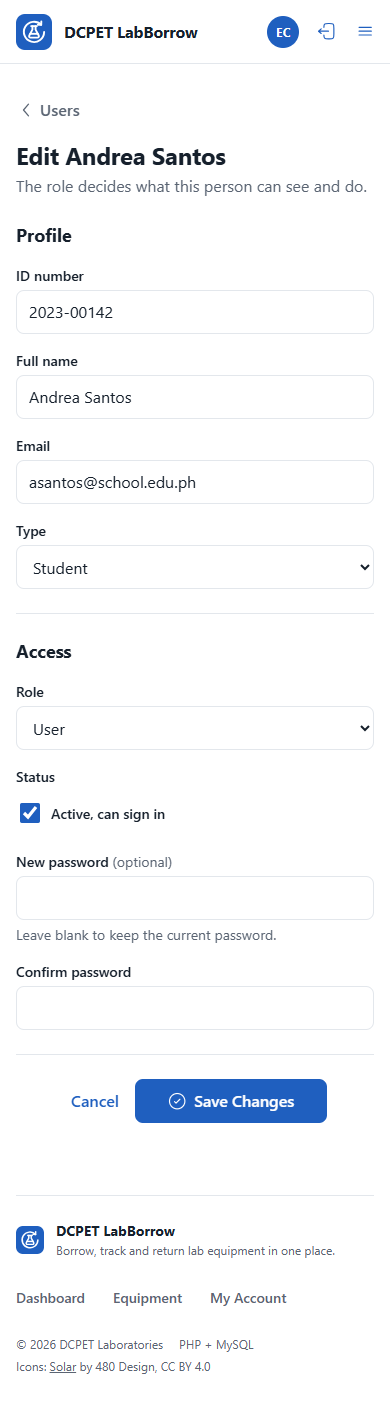 DCPET LabBorrow
EC
Users
Edit Andrea Santos
The role decides what this person can see and do.
Profile
ID number
2023-00142
Full name
Andrea Santos
Email
asantos@school.edu.ph
Type
Student
Access
Role
User
Status
Active, can sign in
New password (optional)
Leave blank to keep the current password.
Confirm password
Cancel
Save Changes
DCPET LabBorrow
Borrow, track and return lab equipment in one place.
Dashboard Equipment My Account
© 2026 DCPET Laboratories PHP + MySQL
Icons: Solar by 480 Design, CC BY 4.0